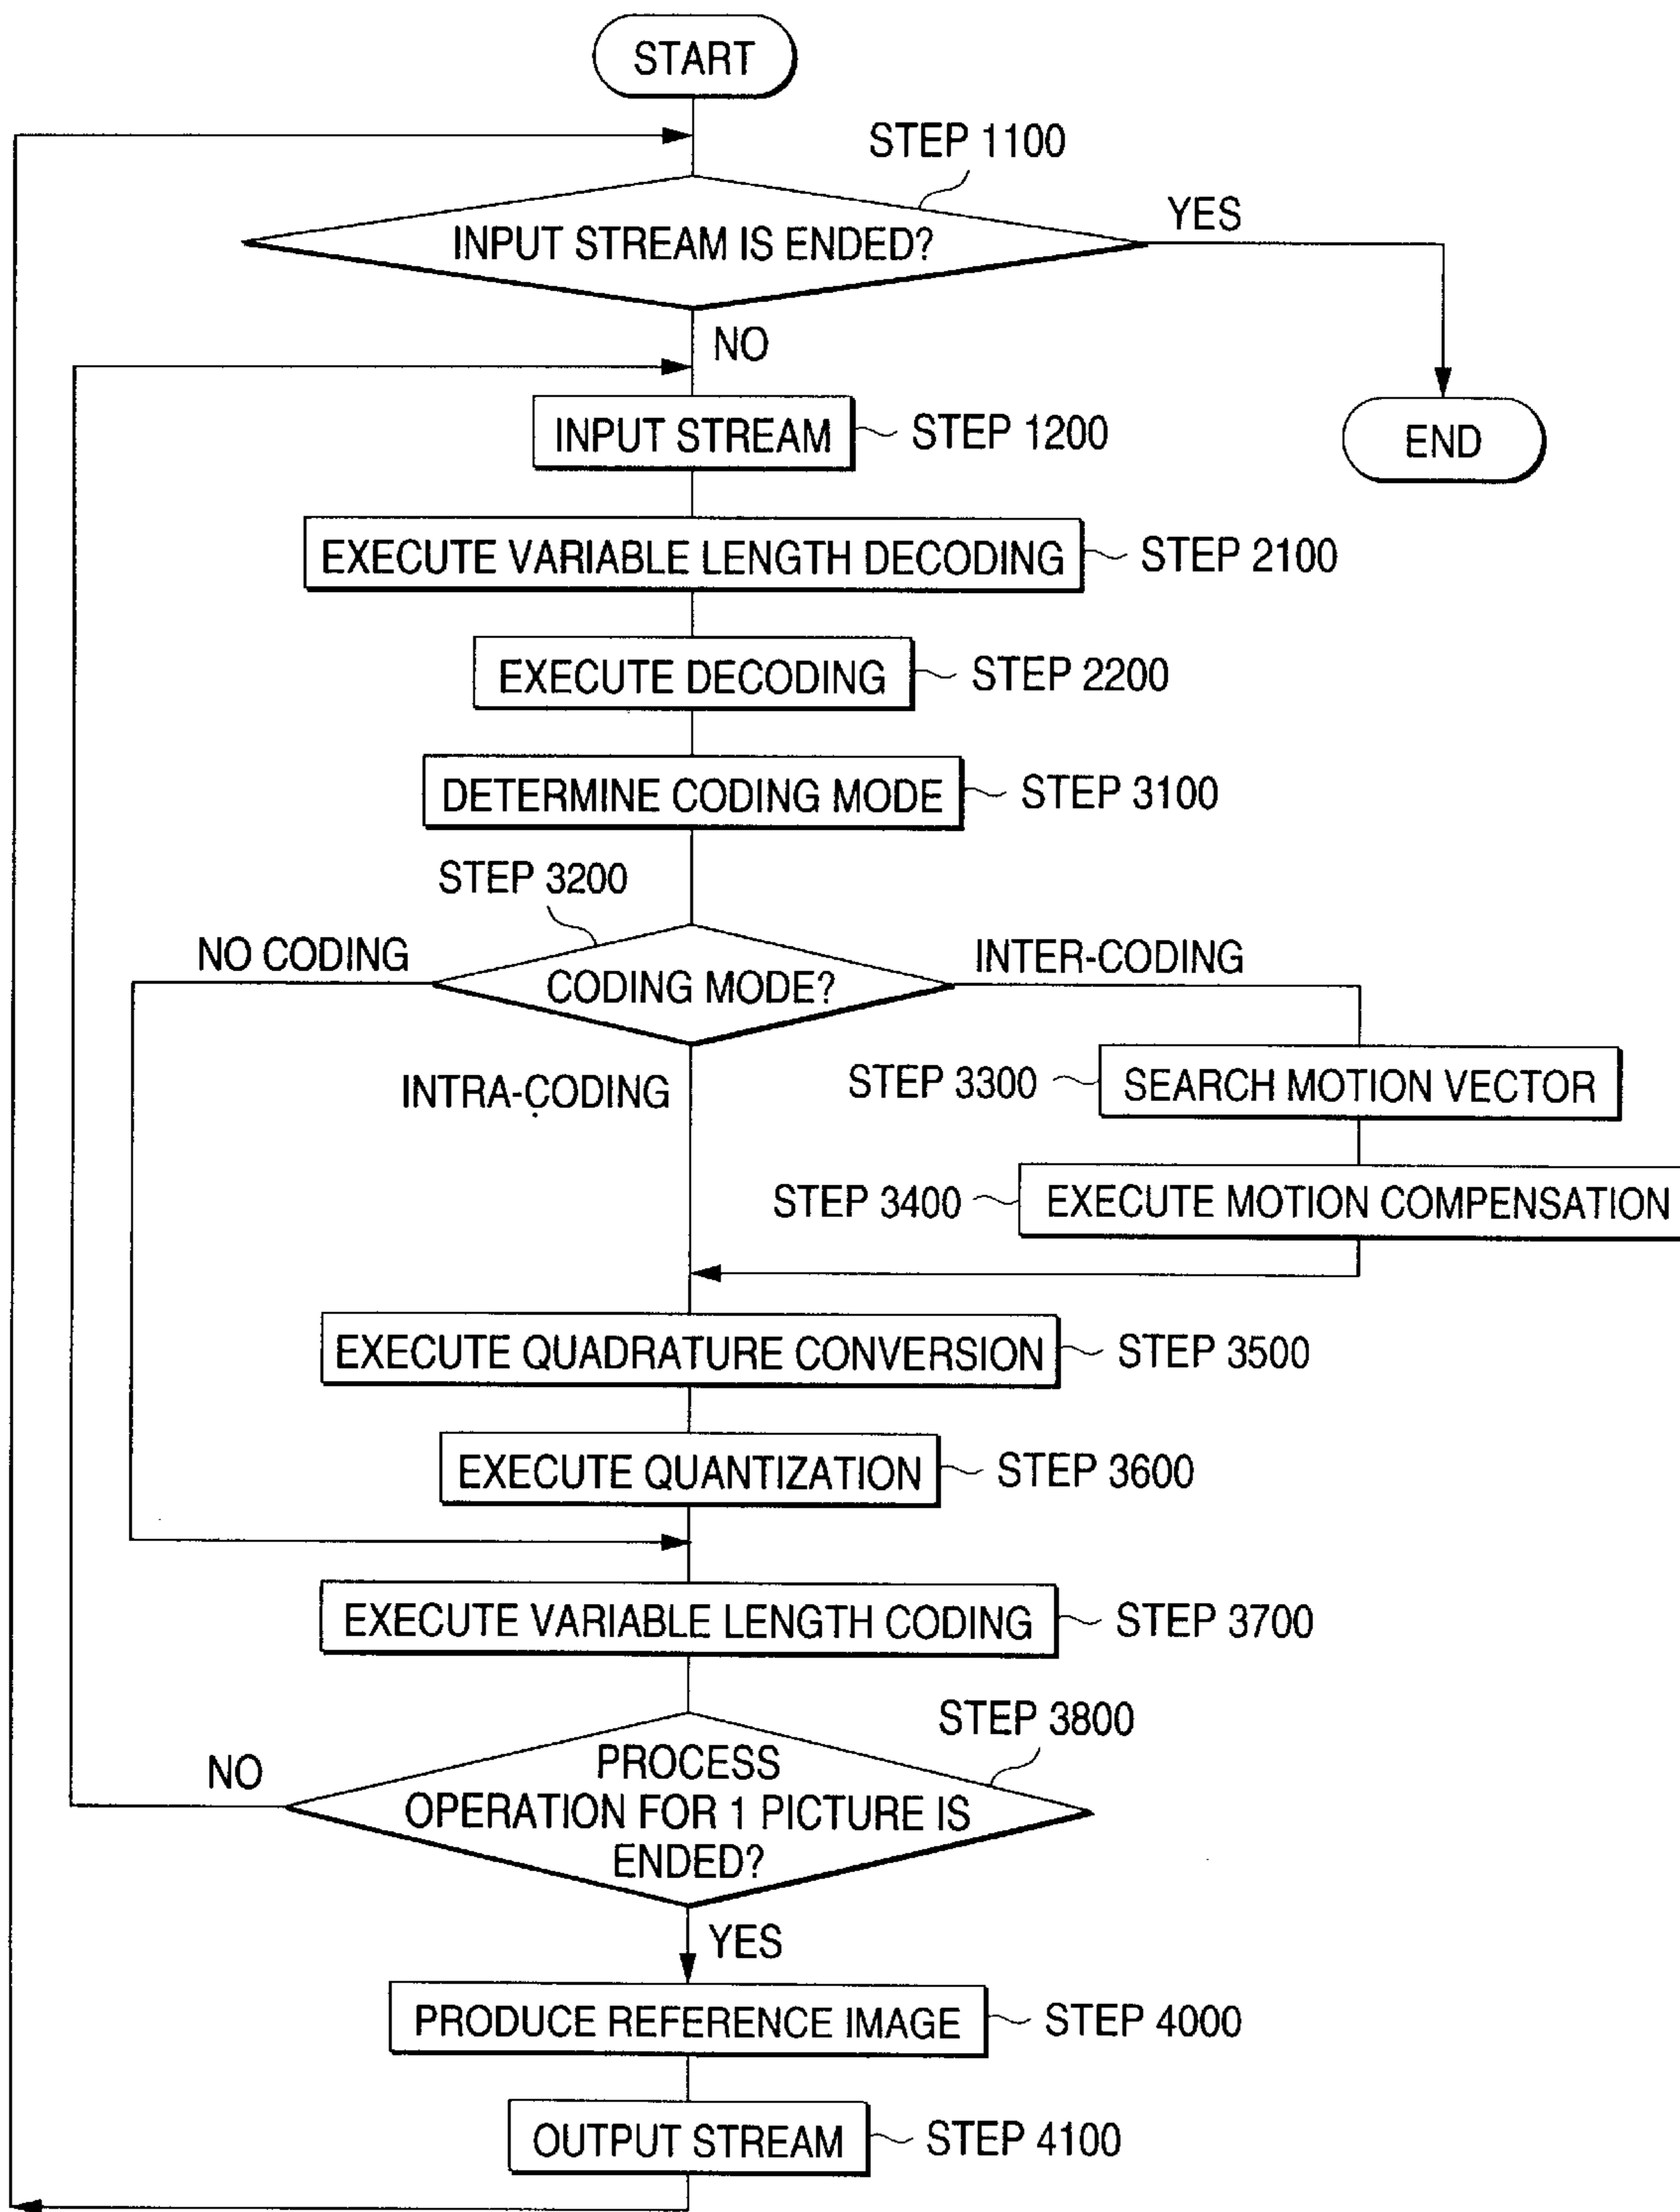 START
STEP 1100
INPUT STREAM IS ENDED?
YES
NO
INPUT STREAM
STEP 1200
END
EXECUTE VARIABLE LENGTH DECODING
STEP 2100
EXECUTE DECODING
STEP 2200
DETERMINE CODING MODE
STEP 3100
STEP 3200
NO CODING
CODING MODE?
INTER-CODING
INTRA-CODING
STEP 3300
SEARCH MOTION VECTOR
STEP 3400
EXECUTE MOTION COMPENSATION
EXECUTE QUADRATURE CONVERSION
STEP 3500
EXECUTE QUANTIZATION
STEP 3600
EXECUTE VARIABLE LENGTH CODING
STEP 3700
STEP 3800
NO
PROCESS
OPERATION FOR 1 PICTURE IS
ENDED?
YES
PRODUCE REFERENCE IMAGE
STEP 4000
OUTPUT STREAM
STEP 4100